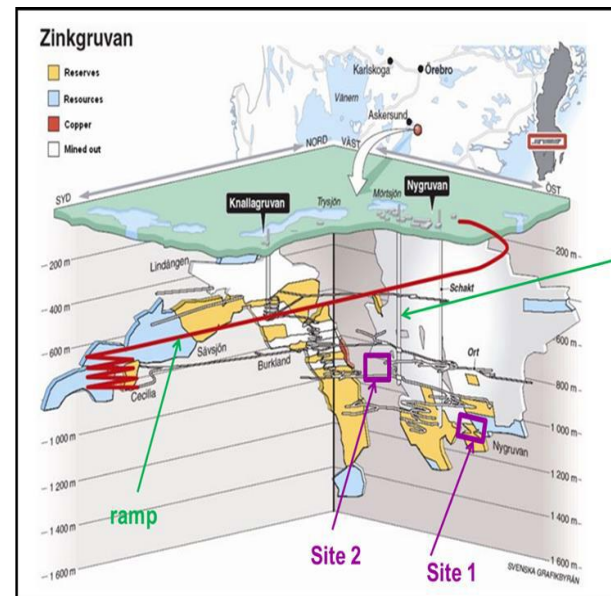 Zinkgruvan
Reserves
Resources
Copper
Mined out
Karlskoga
Örebro
Vänern
Askersund
NORD
VÄST
SYD
ÖST
Knallagruvan
Trysjön
Mörtsjön
Nygruvan
Lindängen
Schakt
Sävsjön
Burkland
Ort
Cecilia
Nygruvan
200 m
400 m
600 m
800 m
1 000 m
1 200 m
1 400 m
1 600 m
200 m
600 m
800 m
1 000 m
1 200 m
1 400 m
1 600 m
ramp
Site 2
Site 1
SVENSKA GRAFIKBYRÅN